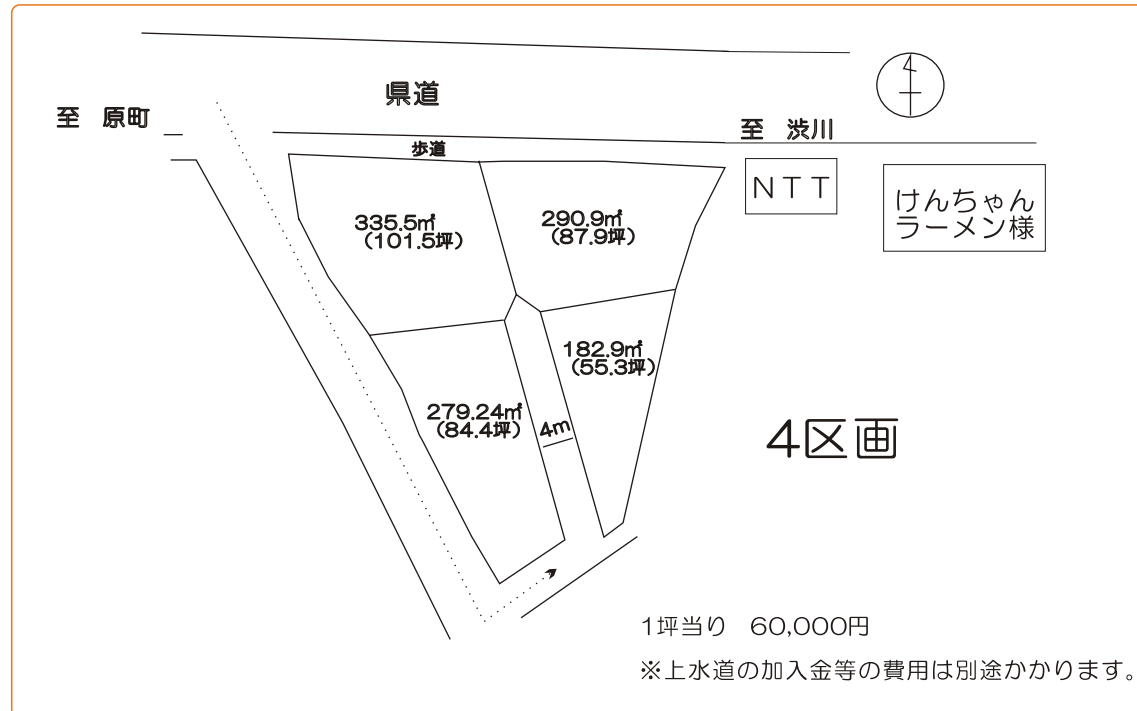 県道
至 原町
至 渋川
歩道
NTT
けんちゃん
ラーメン様
335.5㎡
(101.5坪)
290.9㎡
(87.9坪)
182.9㎡
(55.3坪)
279.24㎡
(84.4坪)
4m
4区画
1坪当り 60,000円
※上水道の加入金等の費用は別途かかります。